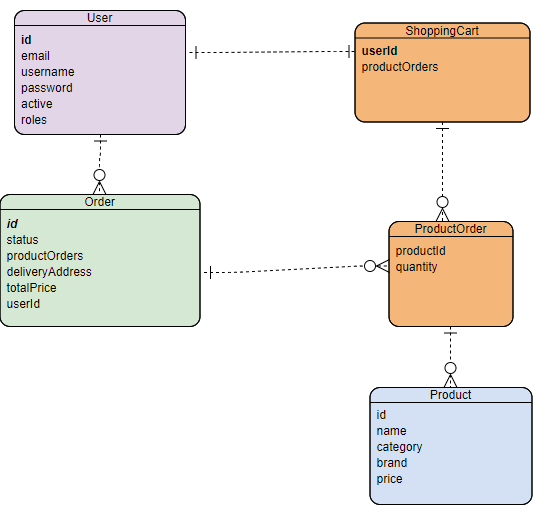 User
id
email
username
password
active
roles
ShoppingCart
userId
productOrders
Order
id
status
productOrders
deliveryAddress
totalPrice
userId
ProductOrder
productId
quantity
Product
id
name
category
brand
price